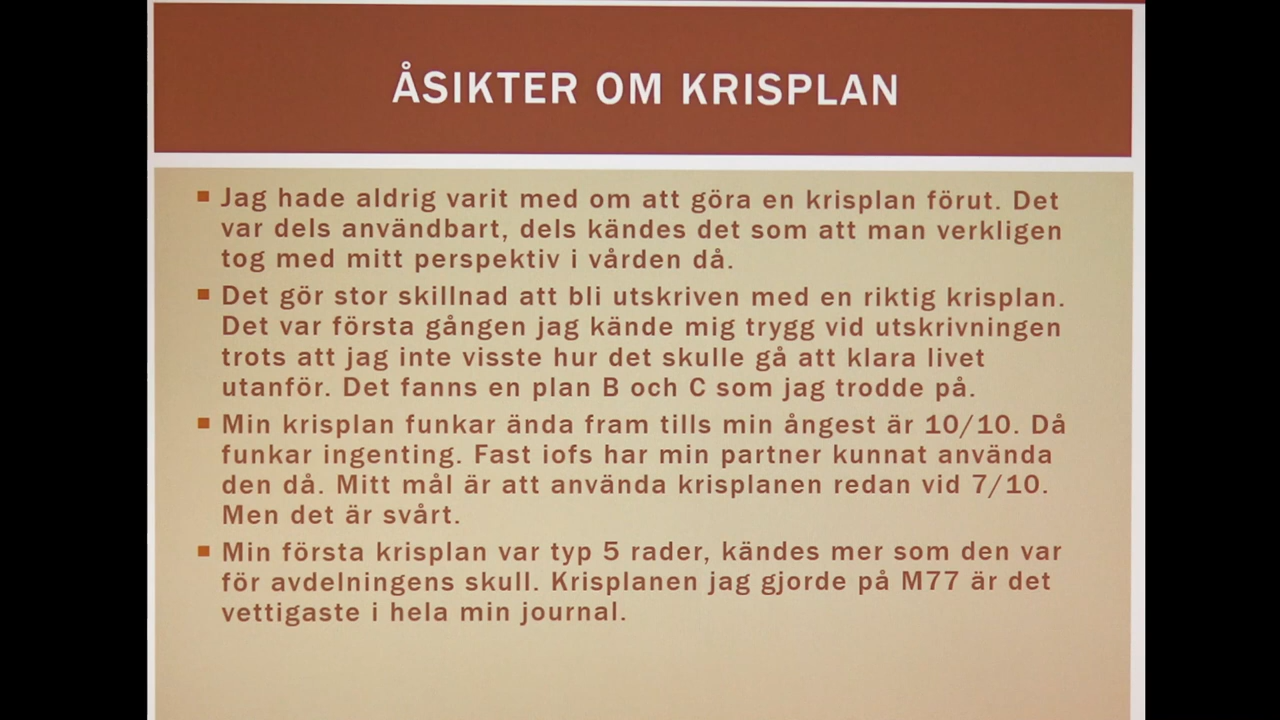 ÅSIKTER OM KRISPLAN
Jag hade aldrig varit med om att göra en krisplan förut. Det
var dels användbart, dels kändes det som att man verkligen
tog med mitt perspektiv i vården då.
Det gör stor skillnad att bli utskriven med en riktig krisplan.
Det var första gången jag kände mig trygg vid utskrivningen
trots att jag inte visste hur det skulle gå att klara livet
utanför. Det fanns en plan B och C som jag trodde på.
Min krisplan funkar ända fram tills min ångest är 10/10. Då
funkar ingenting. Fast iofs har min partner kunnat använda
den då. Mitt mål är att använda krisplanen redan vid 7/10.
Men det är svårt.
Min första krisplan var typ 5 rader, kändes mer som den var
för avdelningens skull. Krisplanen jag gjorde på M77 är det
vettigaste i hela min journal.